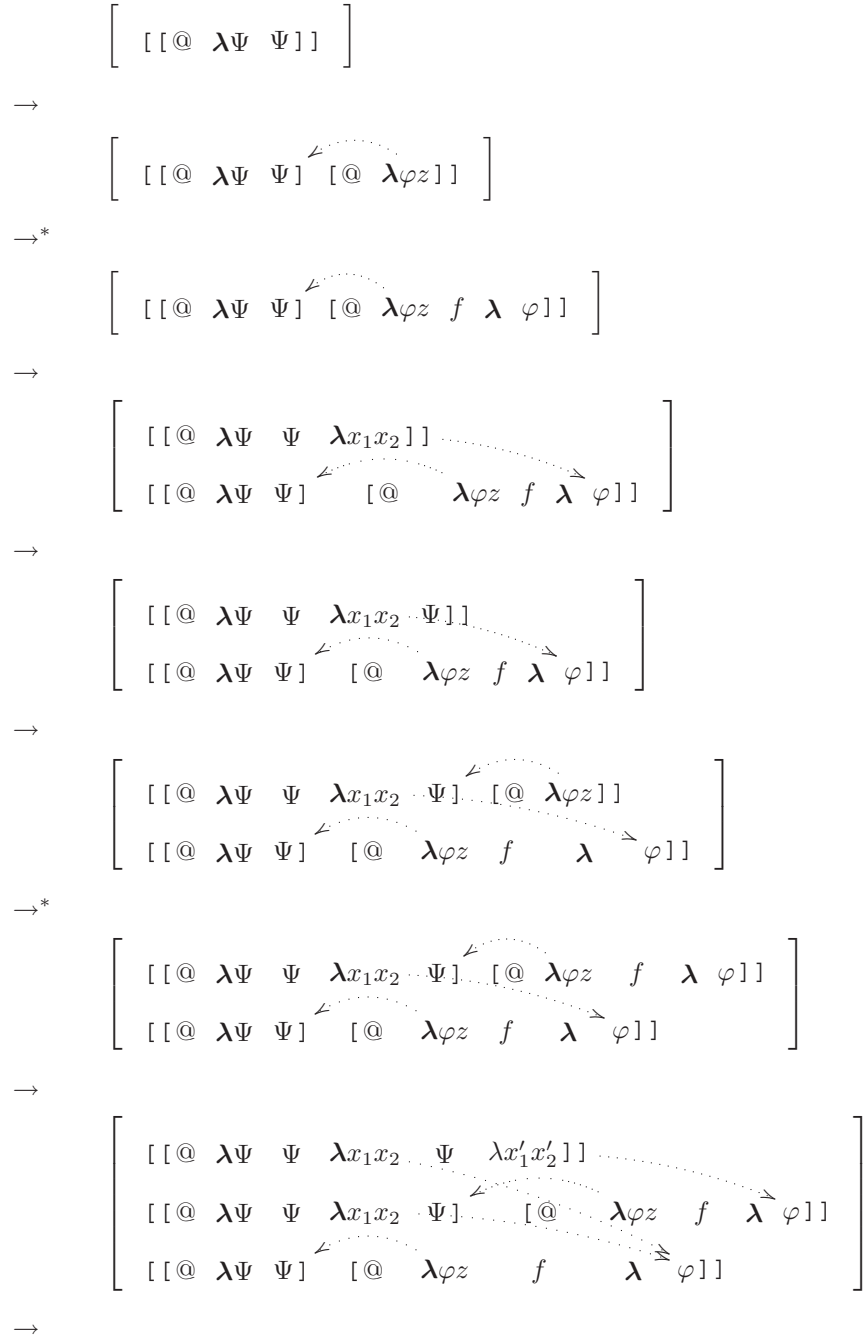 [[@ λΨ Ψ]]
→
[[@ λΨ Ψ] [@ λφz]]
→*
[[@ λΨ Ψ] [@ λφz f λ φ]]
→
[[@ λΨ Ψ λx₁x₂]]
[[@ λΨ Ψ] [@ λφz f λ φ]]
→
[[@ λΨ Ψ λx₁x₂ Ψ]]
[[@ λΨ Ψ] [@ λφz f λ φ]]
→
[[@ λΨ Ψ λx₁x₂ Ψ] [@ λφz]]
[[@ λΨ Ψ] [@ λφz f λ φ]]
→*
[[@ λΨ Ψ λx₁x₂ Ψ] [@ λφz f λ φ]]
[[@ λΨ Ψ] [@ λφz f λ φ]]
→
[[@ λΨ Ψ λx₁x₂ Ψ λx′₁x′₂]]
[[@ λΨ Ψ λx₁x₂ Ψ] [@ λφz f λ φ]]
[[@ λΨ Ψ] [@ λφz f λ φ]]
→